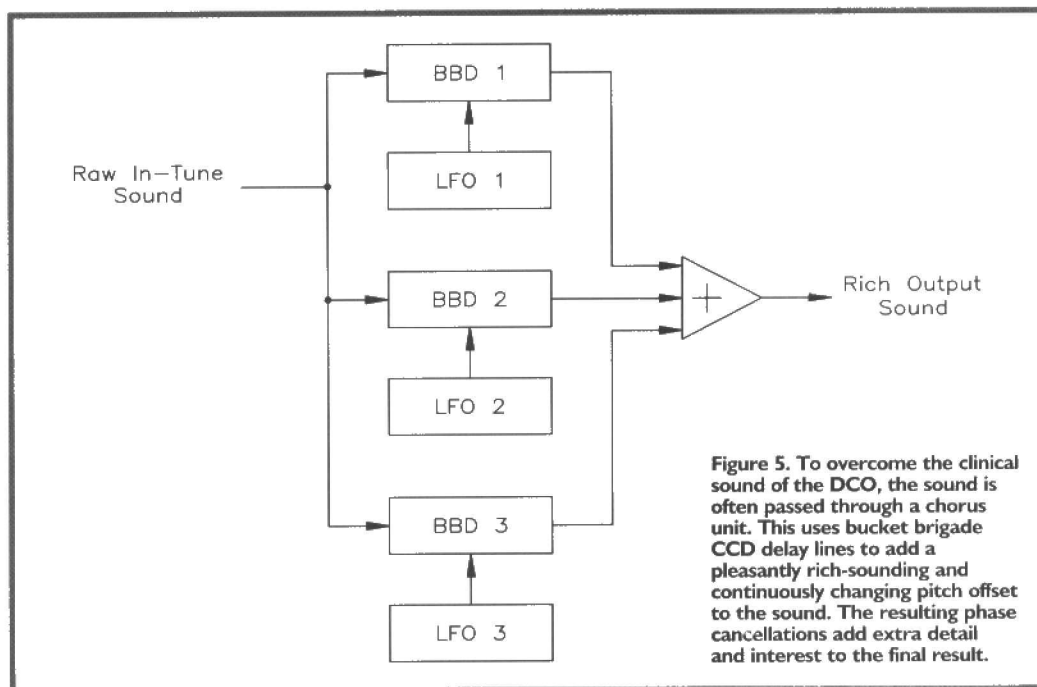 BBD 1
LFO 1
Raw In-Tune
Sound
BBD 2
LFO 2
BBD 3
LFO 3
+
Rich Output
Sound
Figure 5. To overcome the clinical
sound of the DCO, the sound is
often passed through a chorus
unit. This uses bucket brigade
CCD delay lines to add a
pleasantly rich-sounding and
continuously changing pitch offset
to the sound. The resulting phase
cancellations add extra detail
and interest to the final result.